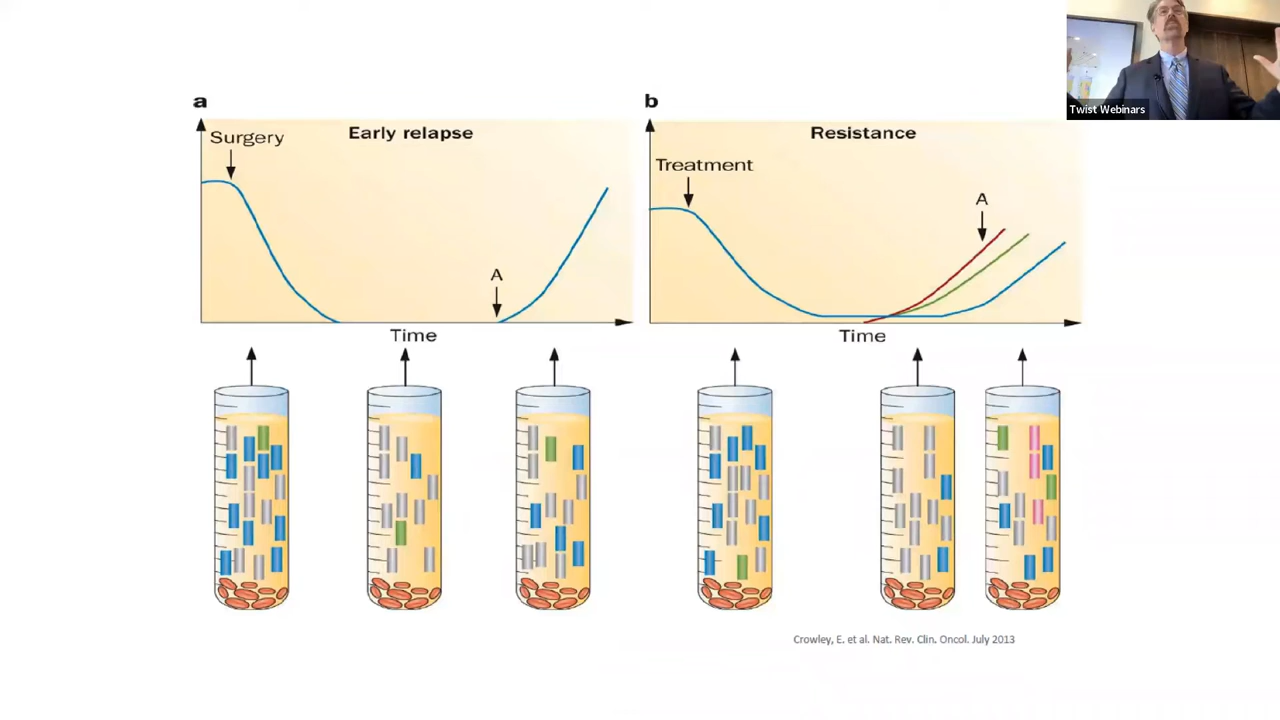 Twist Webinars
a
Early relapse
Surgery
A
Time
b
Resistance
Treatment
A
Time
Crowley, E. et al. Nat. Rev. Clin. Oncol. July 2013